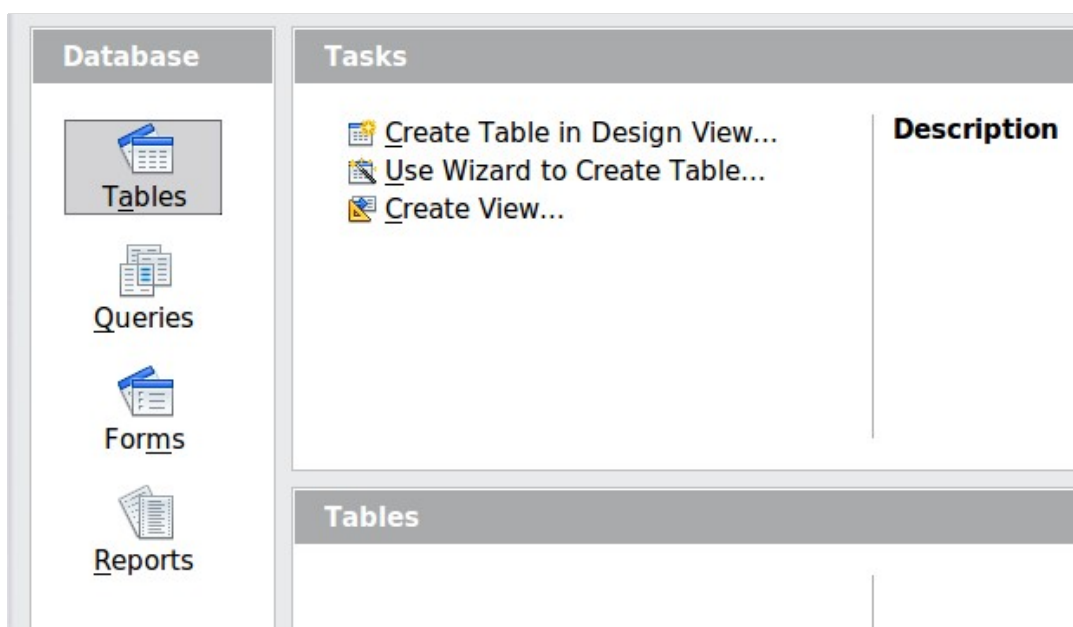 Database
Tables
Queries
Forms
Reports
Tasks
Create Table in Design View...
Use Wizard to Create Table...
Create View...
Description
Tables